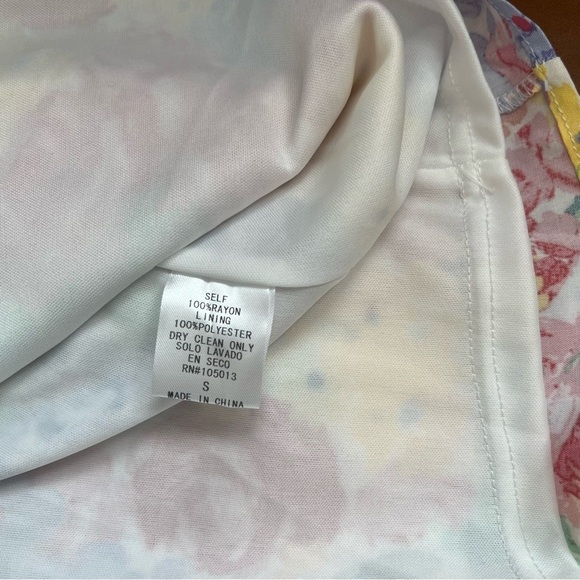 SELF
100%RAYON
LINING
100%POLYESTER
DRY CLEAN ONLY
SOLO LAVADO
EN SECO
RN#105013
S
MADE IN CHINA